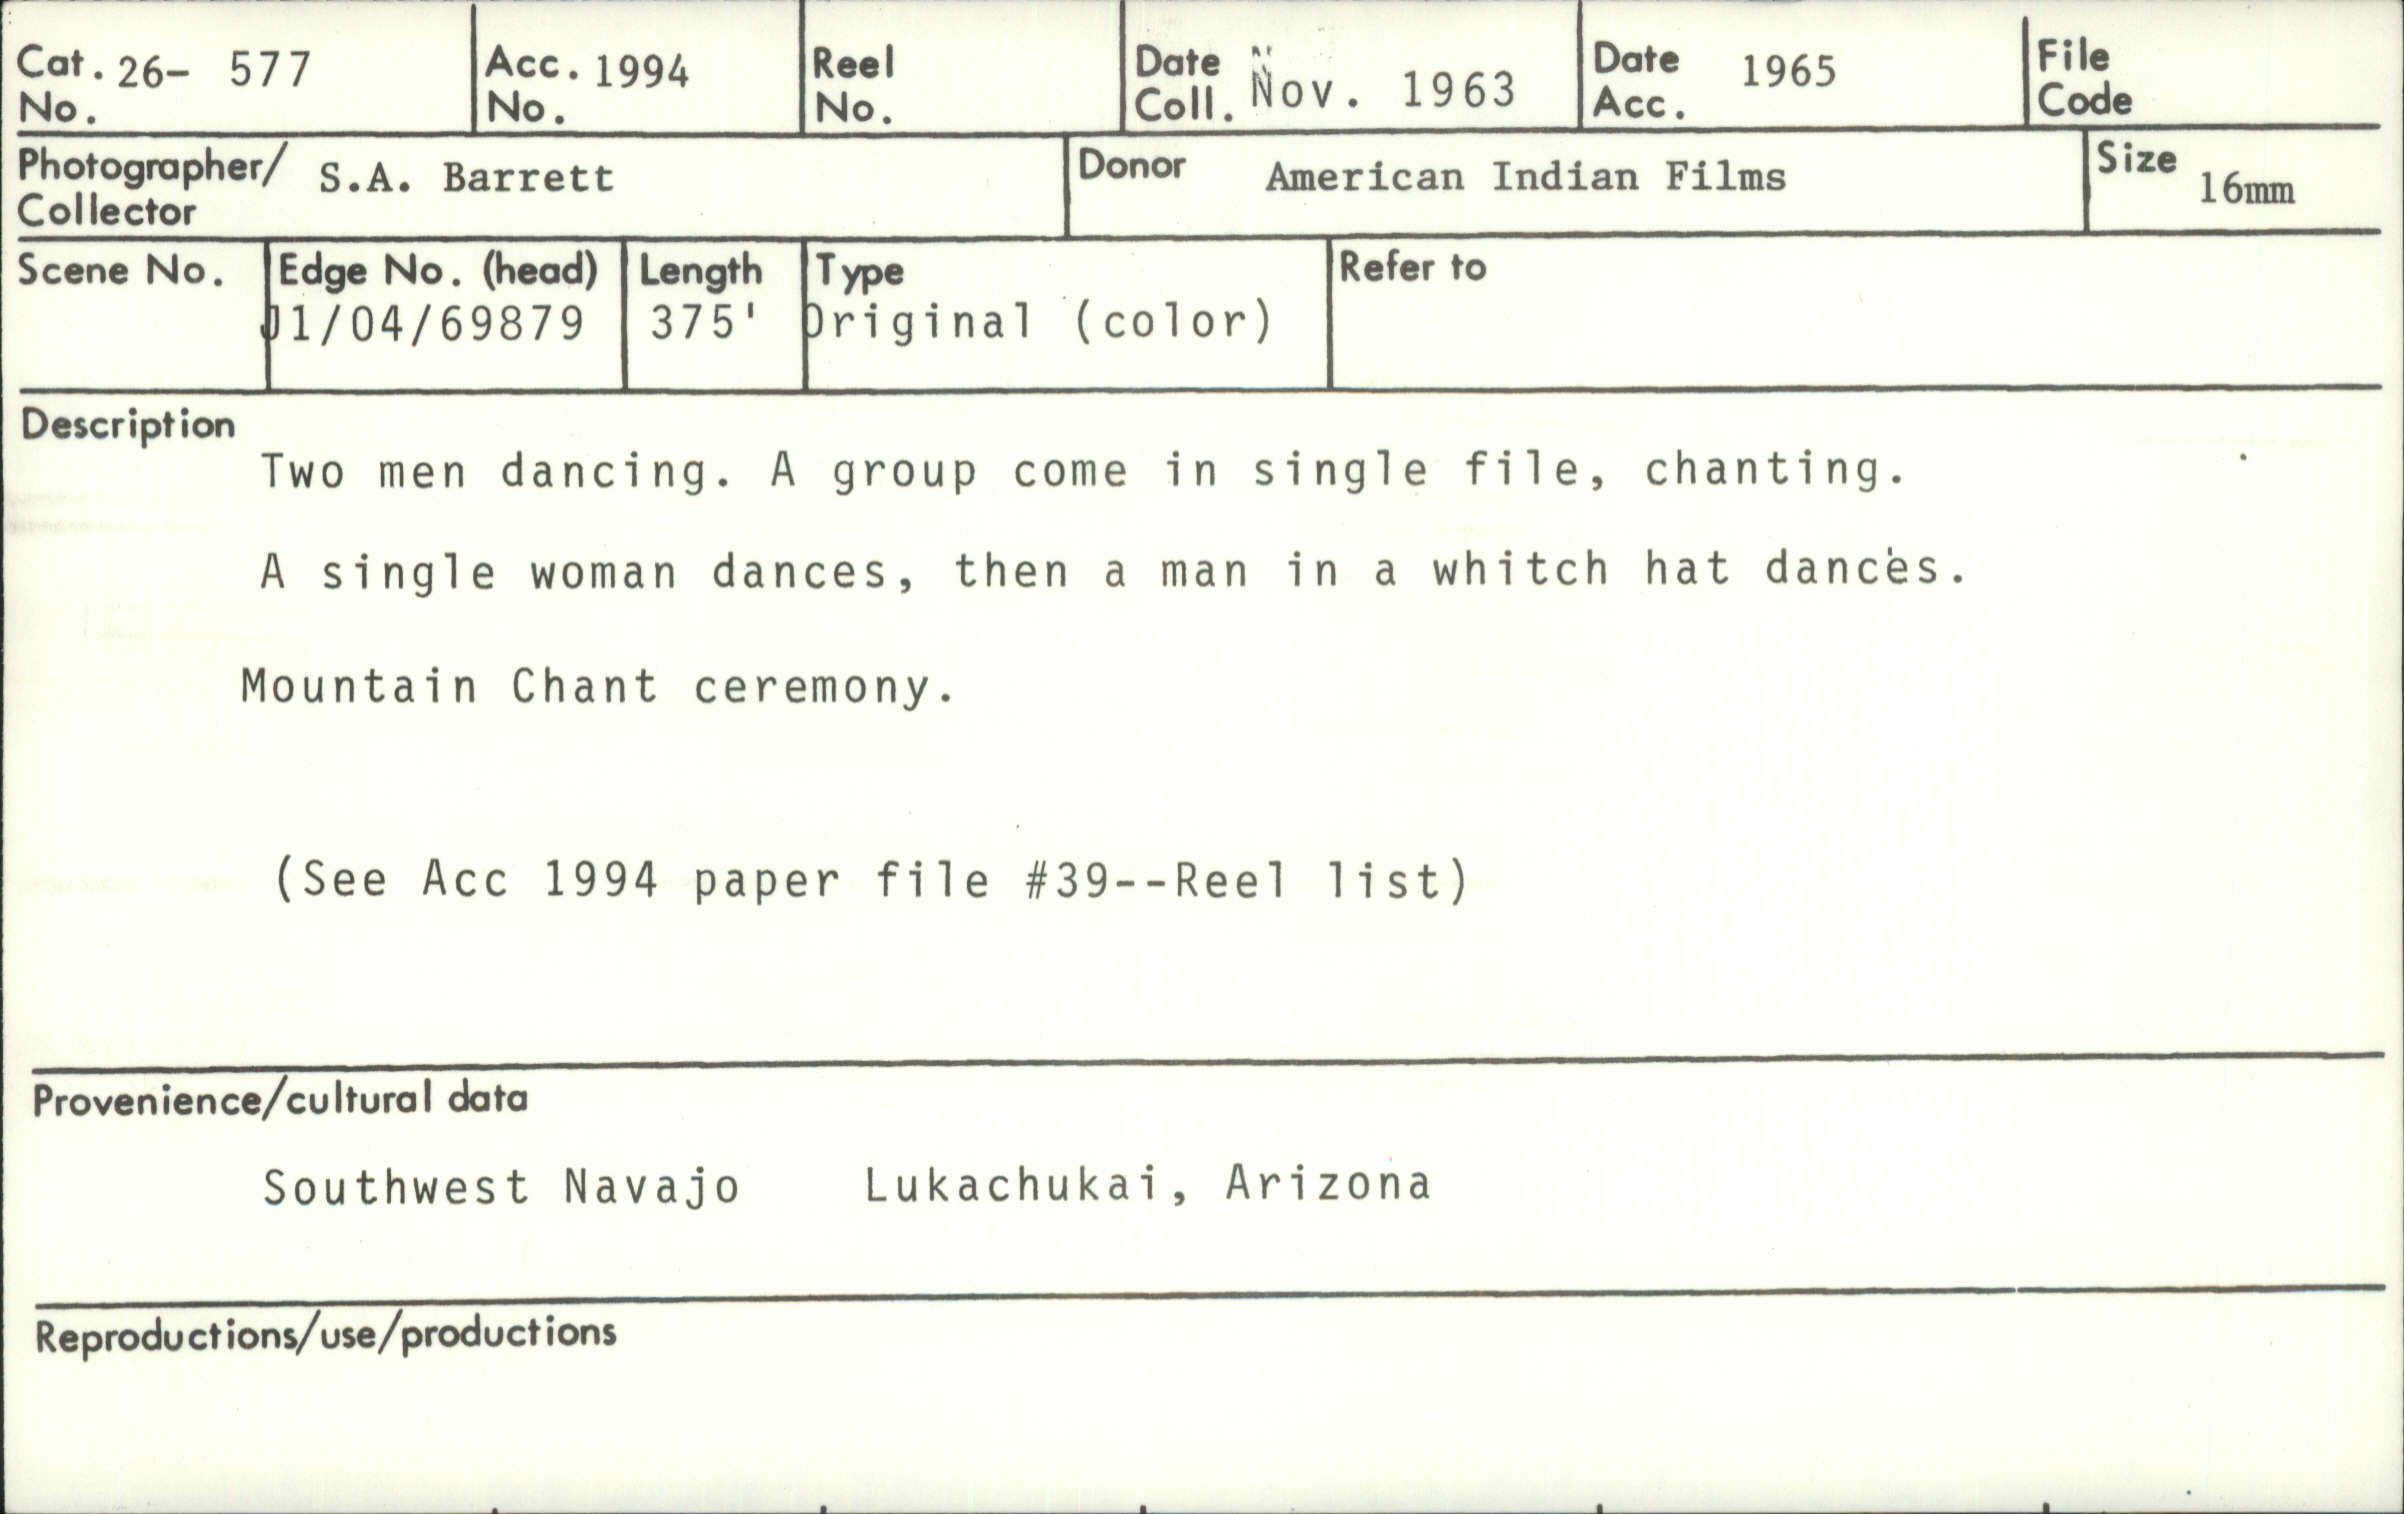 Cat. No. 26- 577
Acc. No. 1994
Reel No.
Date Coll. Nov. 1963
Date Acc. 1965
File Code
Photographer/ Collector S.A. Barrett
Donor American Indian Films
Size 16mm
Scene No.
Edge No. (head) J1/04/69879
Length 375'
Type Original (color)
Refer to
Description
Two men dancing. A group come in single file, chanting.
A single woman dances, then a man in a whitch hat dances.
Mountain Chant ceremony.
(See Acc 1994 paper file #39--Reel list)
Provenience/cultural data
Southwest Navajo Lukachukai, Arizona
Reproductions/use/productions